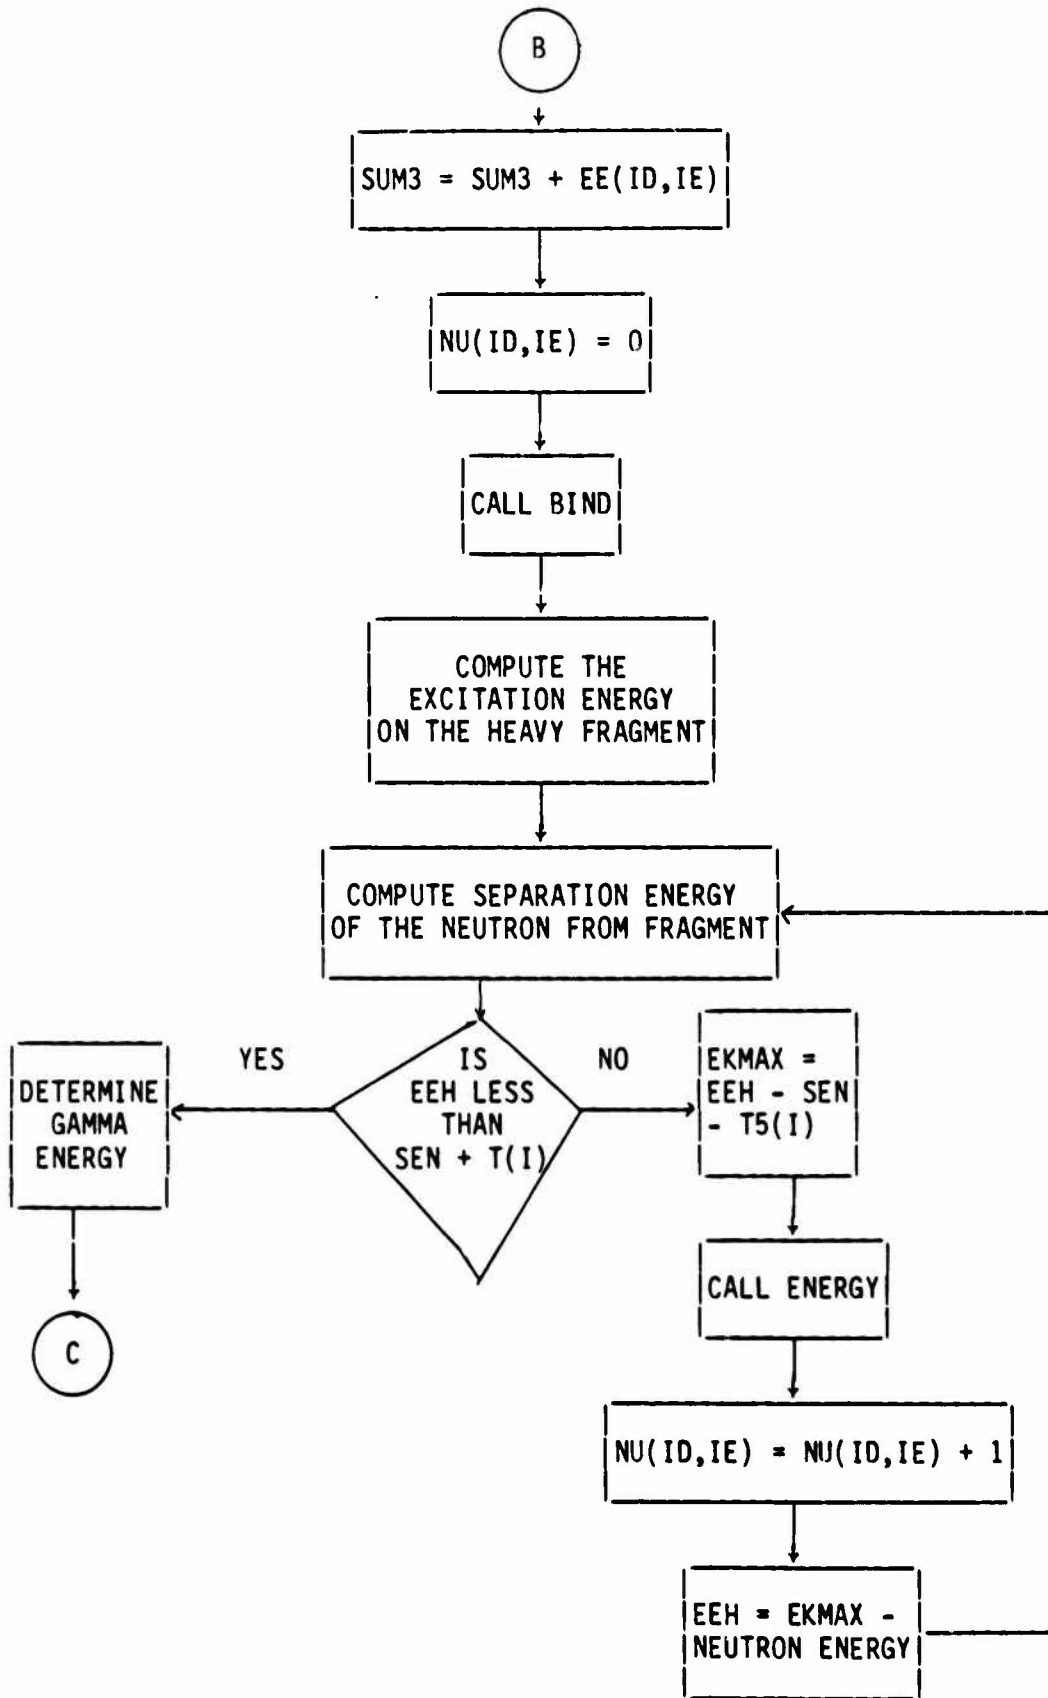 B
SUM3 = SUM3 + EE(ID,IE)
NU(ID,IE) = 0
CALL BIND
COMPUTE THE
EXCITATION ENERGY
ON THE HEAVY FRAGMENT
COMPUTE SEPARATION ENERGY
OF THE NEUTRON FROM FRAGMENT
YES
IS
EEH LESS
THAN
SEN + T(I)
NO
DETERMINE
GAMMA
ENERGY
EKMAX =
EEH - SEN
- T5(I)
C
CALL ENERGY
NU(ID,IE) = NU(ID,IE) + 1
EEH = EKMAX -
NEUTRON ENERGY